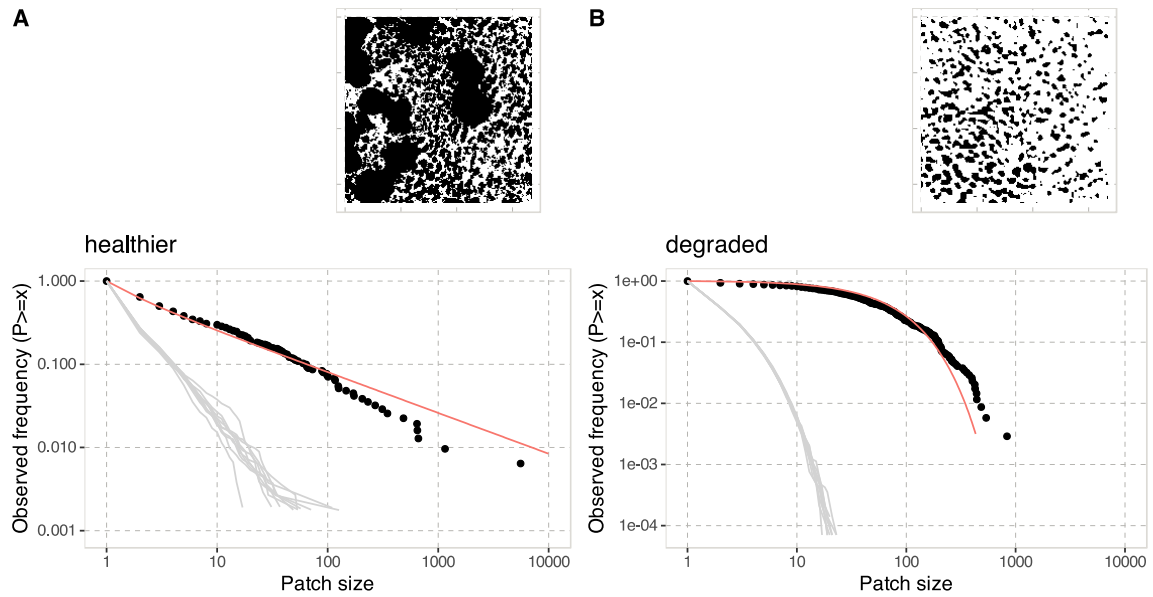 A
B
healthier
degraded
Observed frequency (P>=x)
1.000
0.100
0.010
0.001
1
10
100
1000
10000
Patch size
Observed frequency (P>=x)
1e+00
1e-01
1e-02
1e-03
1e-04
1
10
100
1000
10000
Patch size